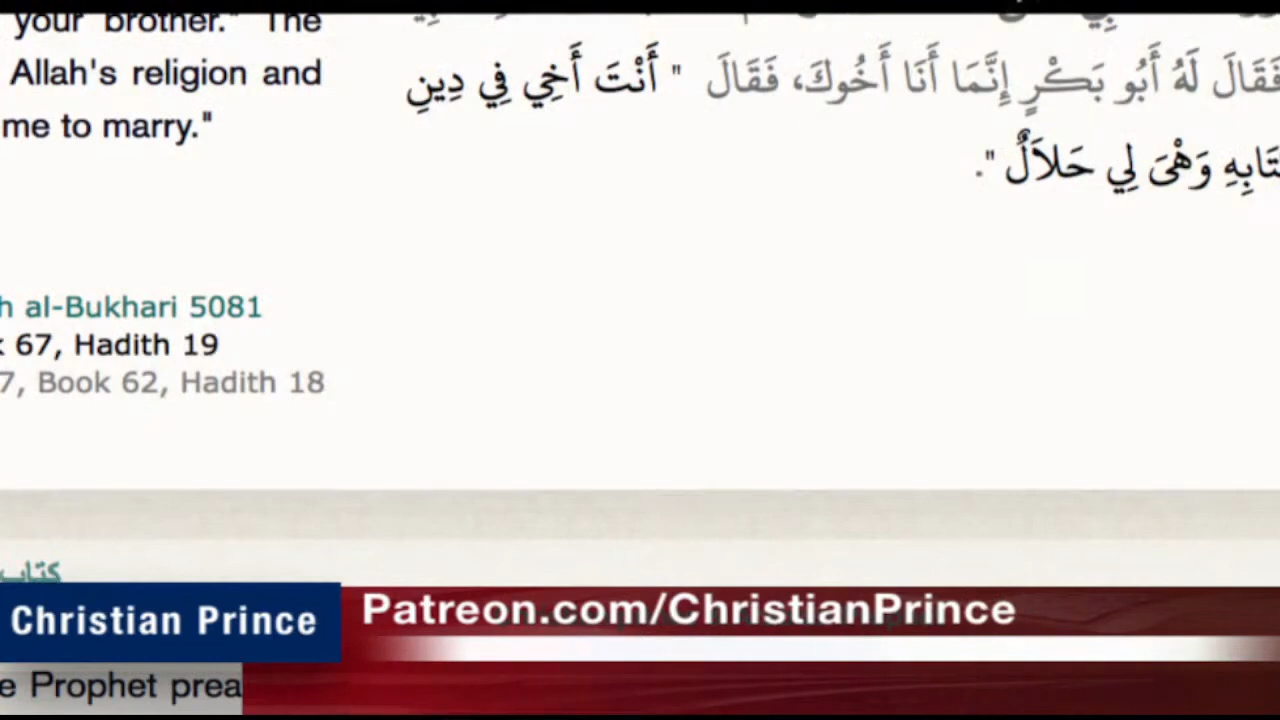 your brother." The
Allah's religion and
me to marry."
فَقَالَ لَهُ أَبُو بَكْرٍ إِنَّمَا أَنَا أَخُوكَ، فَقَالَ ‏"‏ أَنْتَ أَخِي فِي دِينِ
وَهْىَ لِي حَلاَلٌ ‏"‏‏.‏
h al-Bukhari 5081
67, Hadith 19
7, Book 62, Hadith 18
كتاب
Christian Prince
Patreon.com/ChristianPrince
e Prophet prea